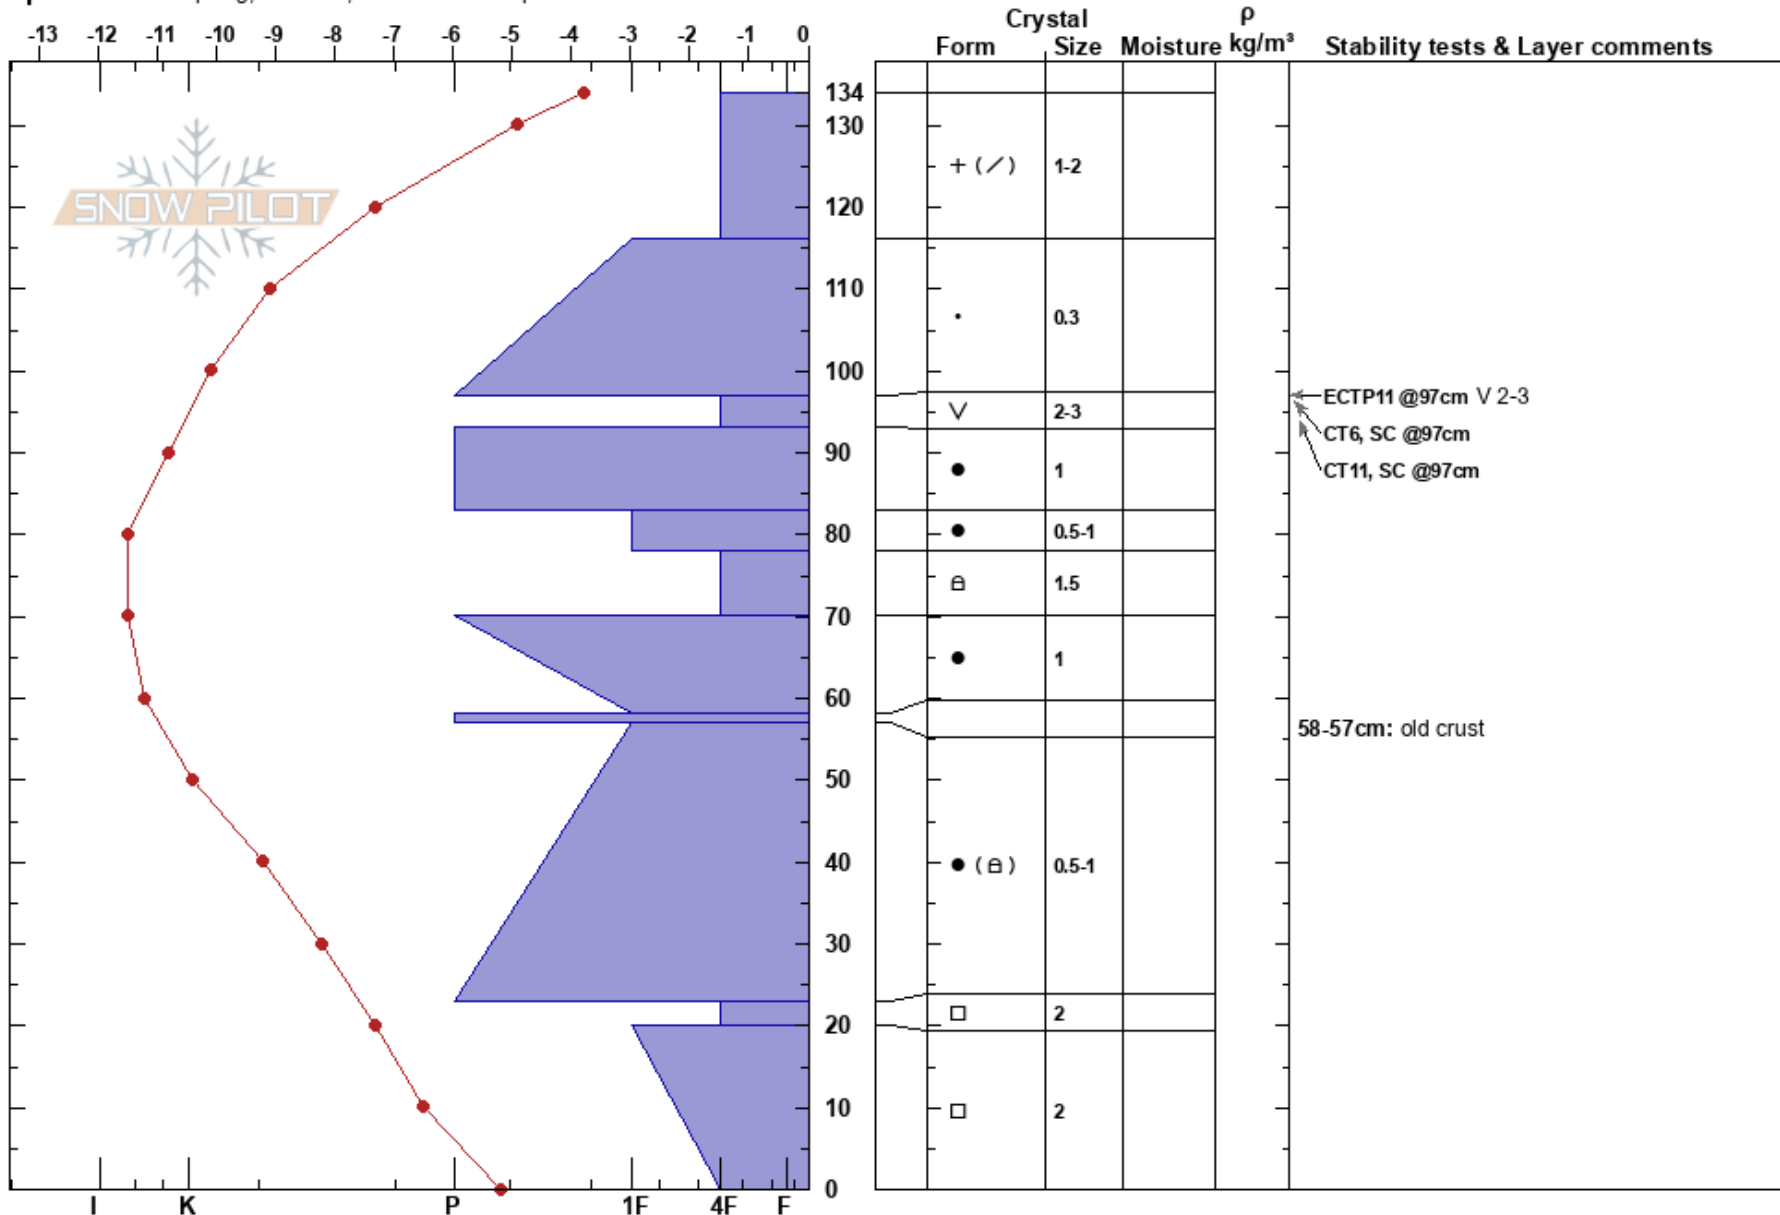 Crystal ρ
Form Size Moisture kg/m³ Stability tests & Layer comments
-13 -12 -11 -10 -9 -8 -7 -6 -5 -4 -3 -2 -1 0
134
130
+ (∕) 1-2
SNOW PILOT
120
110
• 0.3
100
ECTP11 @97cm V 2-3
V 2-3
CT6, SC @97cm
90
● 1
CT11, SC @97cm
80
● 0.5-1
1.5
70
● 1
60
58-57cm: old crust
50
40
● ( ) 0.5-1
30
20
□ 2
10
□ 2
0
I K P 1F 4F F